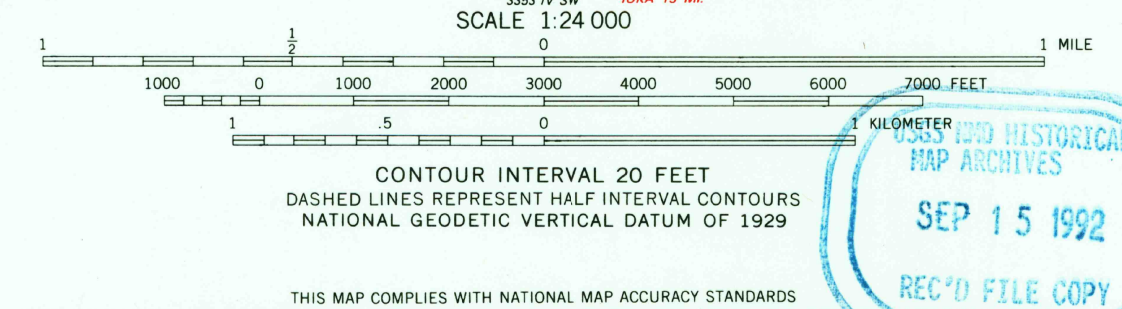 SCALE 1:24 000
1 1/2 0 1 MILE
1000 0 1000 2000 3000 4000 5000 6000 7000 FEET
1 .5 0 1 KILOMETER
CONTOUR INTERVAL 20 FEET
DASHED LINES REPRESENT HALF INTERVAL CONTOURS
NATIONAL GEODETIC VERTICAL DATUM OF 1929
THIS MAP COMPLIES WITH NATIONAL MAP ACCURACY STANDARDS
USGS NMD HISTORICAL
MAP ARCHIVES
SEP 15 1992
REC'D FILE COPY